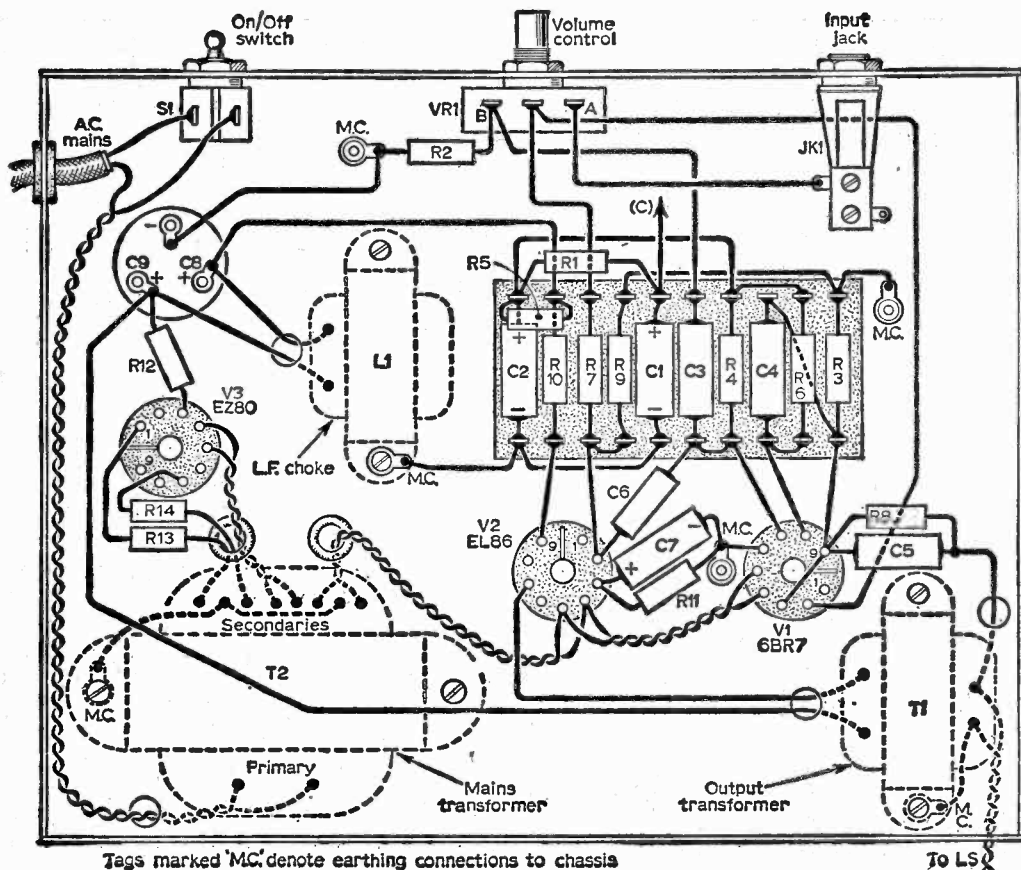 On/Off
switch
Volume
control
Input
jack
S1
VR1
B
A
A.C.
mains
M.C.
R2
JK1
(C)
C9
C8
R5
R1
M.C.
R12
L1
C2
R10
R7
R9
C1
C3
R4
C4
R6
R3
V3
EZ80
1
9
L.F. choke
M.C.
C6
R14
R13
V2
EL86
9
1
C7
M.C.
R11
R8
C5
9
1
V1
6BR7
Secondaries
T2
M.C.
T1
Primary
Mains
transformer
Output
transformer
M.
C.
Tags marked 'M.C.' denote earthing connections to chassis
To LS